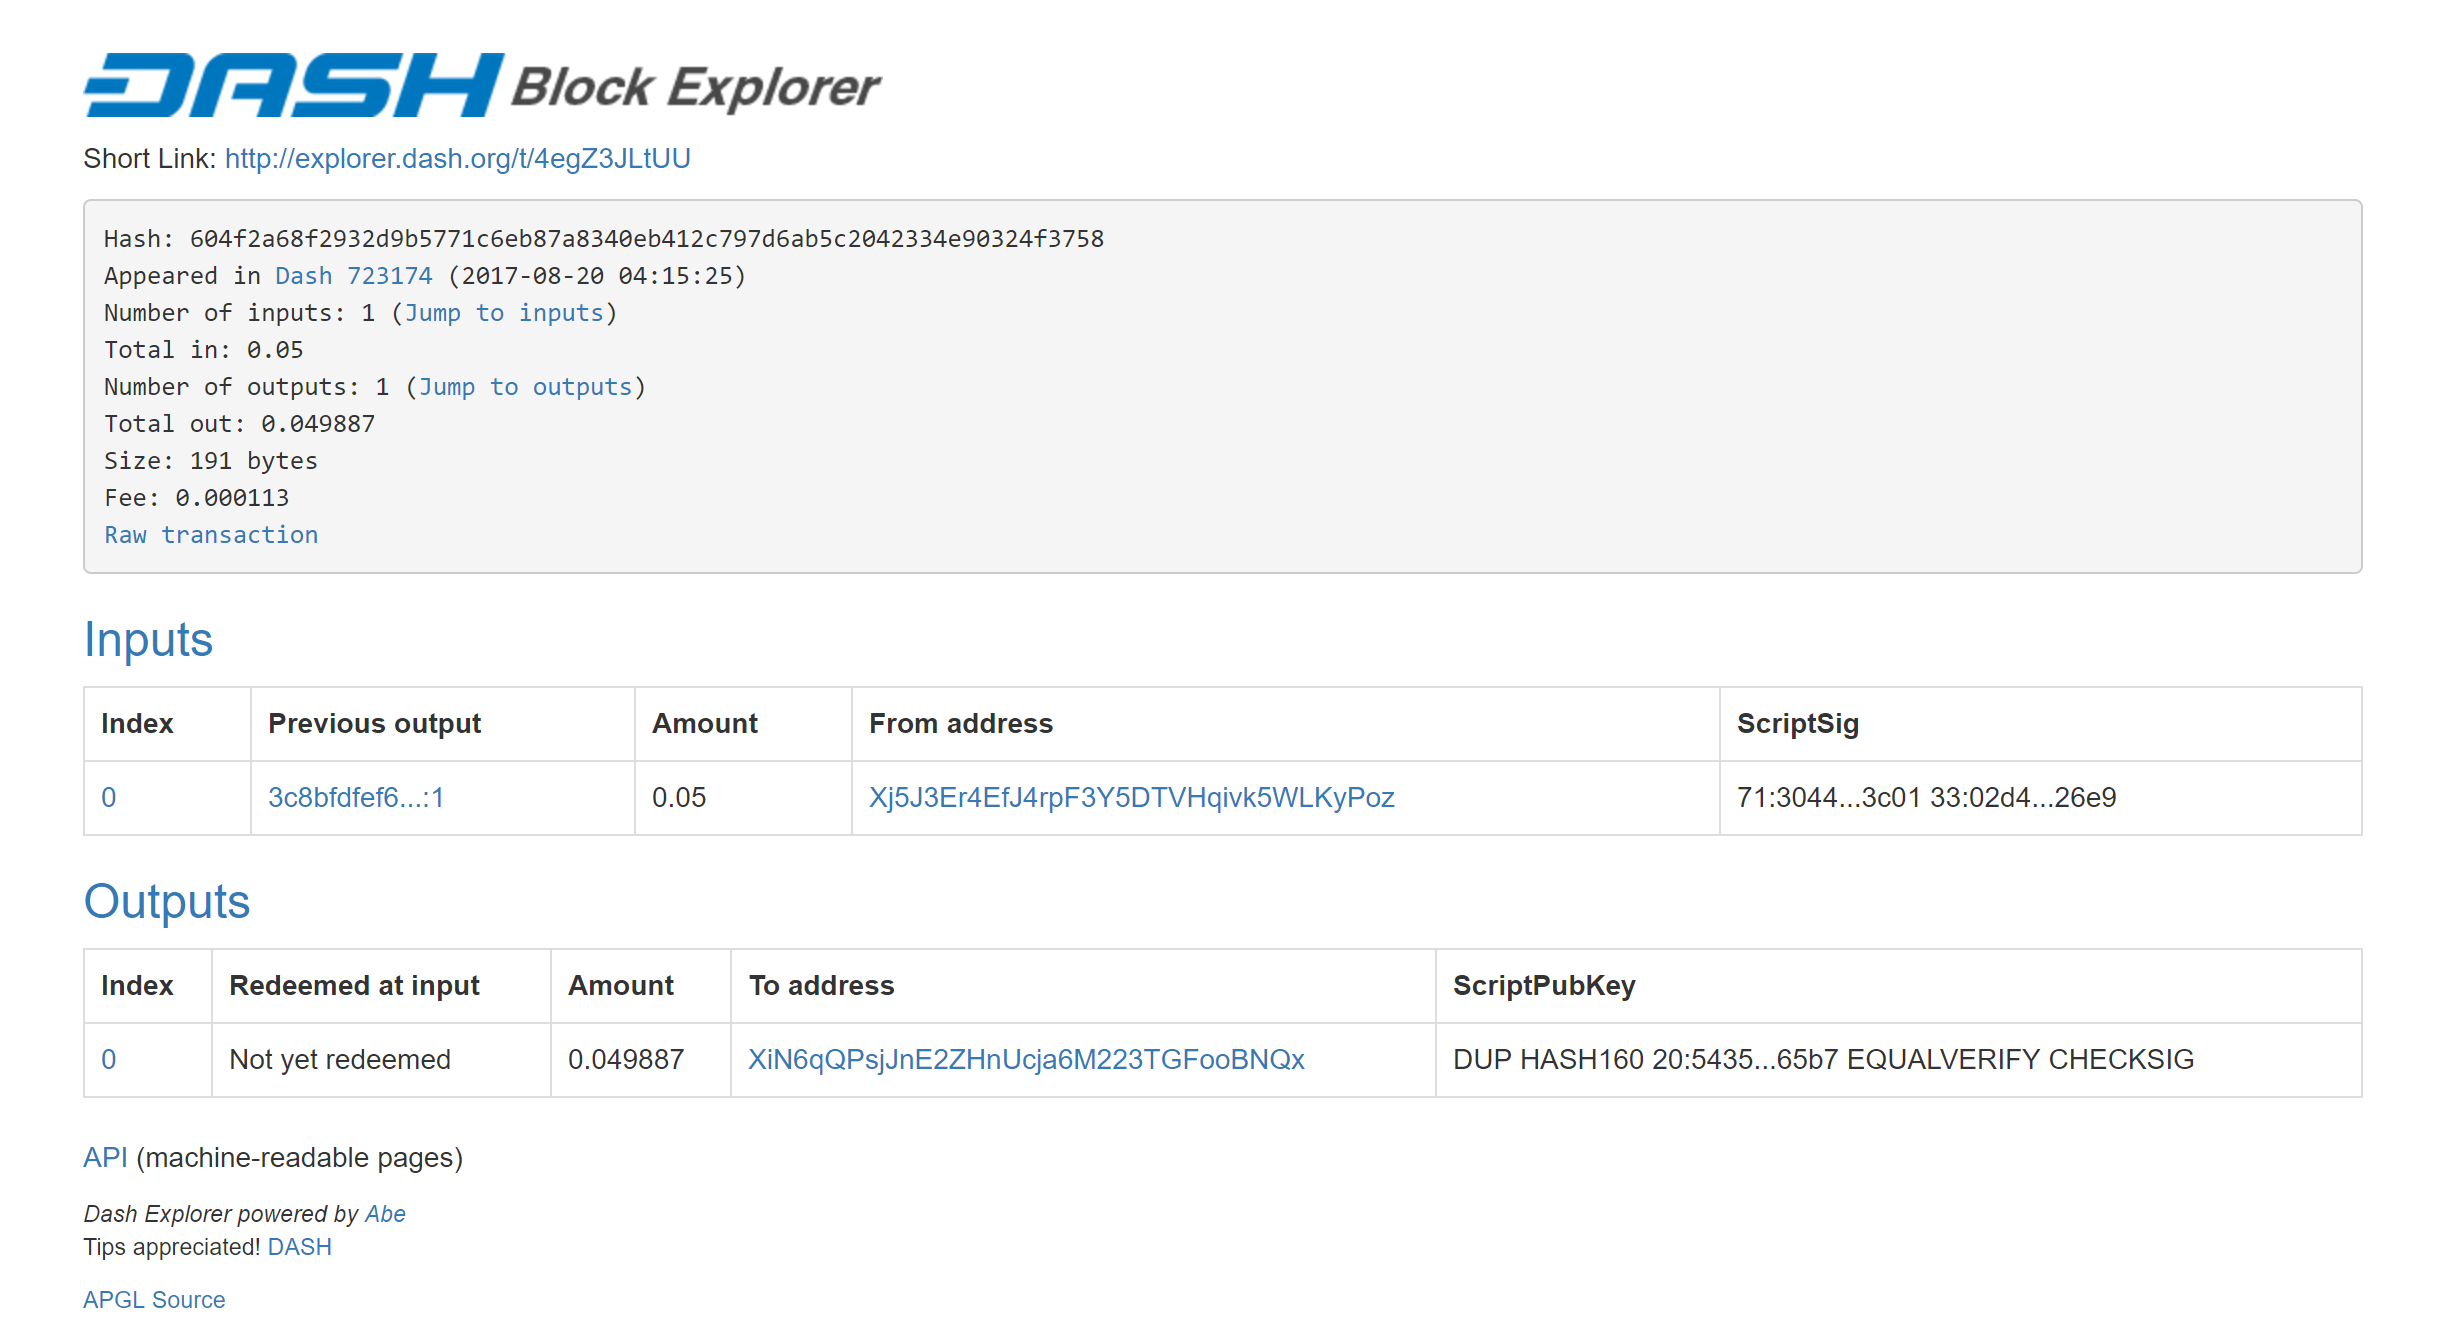 DASH Block Explorer
Short Link: http://explorer.dash.org/t/4egZ3JLtUU
Hash: 604f2a68f2932d9b5771c6eb87a8340eb412c797d6ab5c2042334e90324f3758
Appeared in Dash 723174 (2017-08-20 04:15:25)
Number of inputs: 1 (Jump to inputs)
Total in: 0.05
Number of outputs: 1 (Jump to outputs)
Total out: 0.049887
Size: 191 bytes
Fee: 0.000113
Raw transaction
Inputs
Index Previous output Amount From address ScriptSig
0 3c8bfdfef6...:1 0.05 Xj5J3Er4EfJ4rpF3Y5DTVHqivk5WLKyPoz 71:3044...3c01 33:02d4...26e9
Outputs
Index Redeemed at input Amount To address ScriptPubKey
0 Not yet redeemed 0.049887 XiN6qQPsjJnE2ZHnUcja6M223TGFooBNQx DUP HASH160 20:5435...65b7 EQUALVERIFY CHECKSIG
API (machine-readable pages)
Dash Explorer powered by Abe
Tips appreciated! DASH
APGL Source